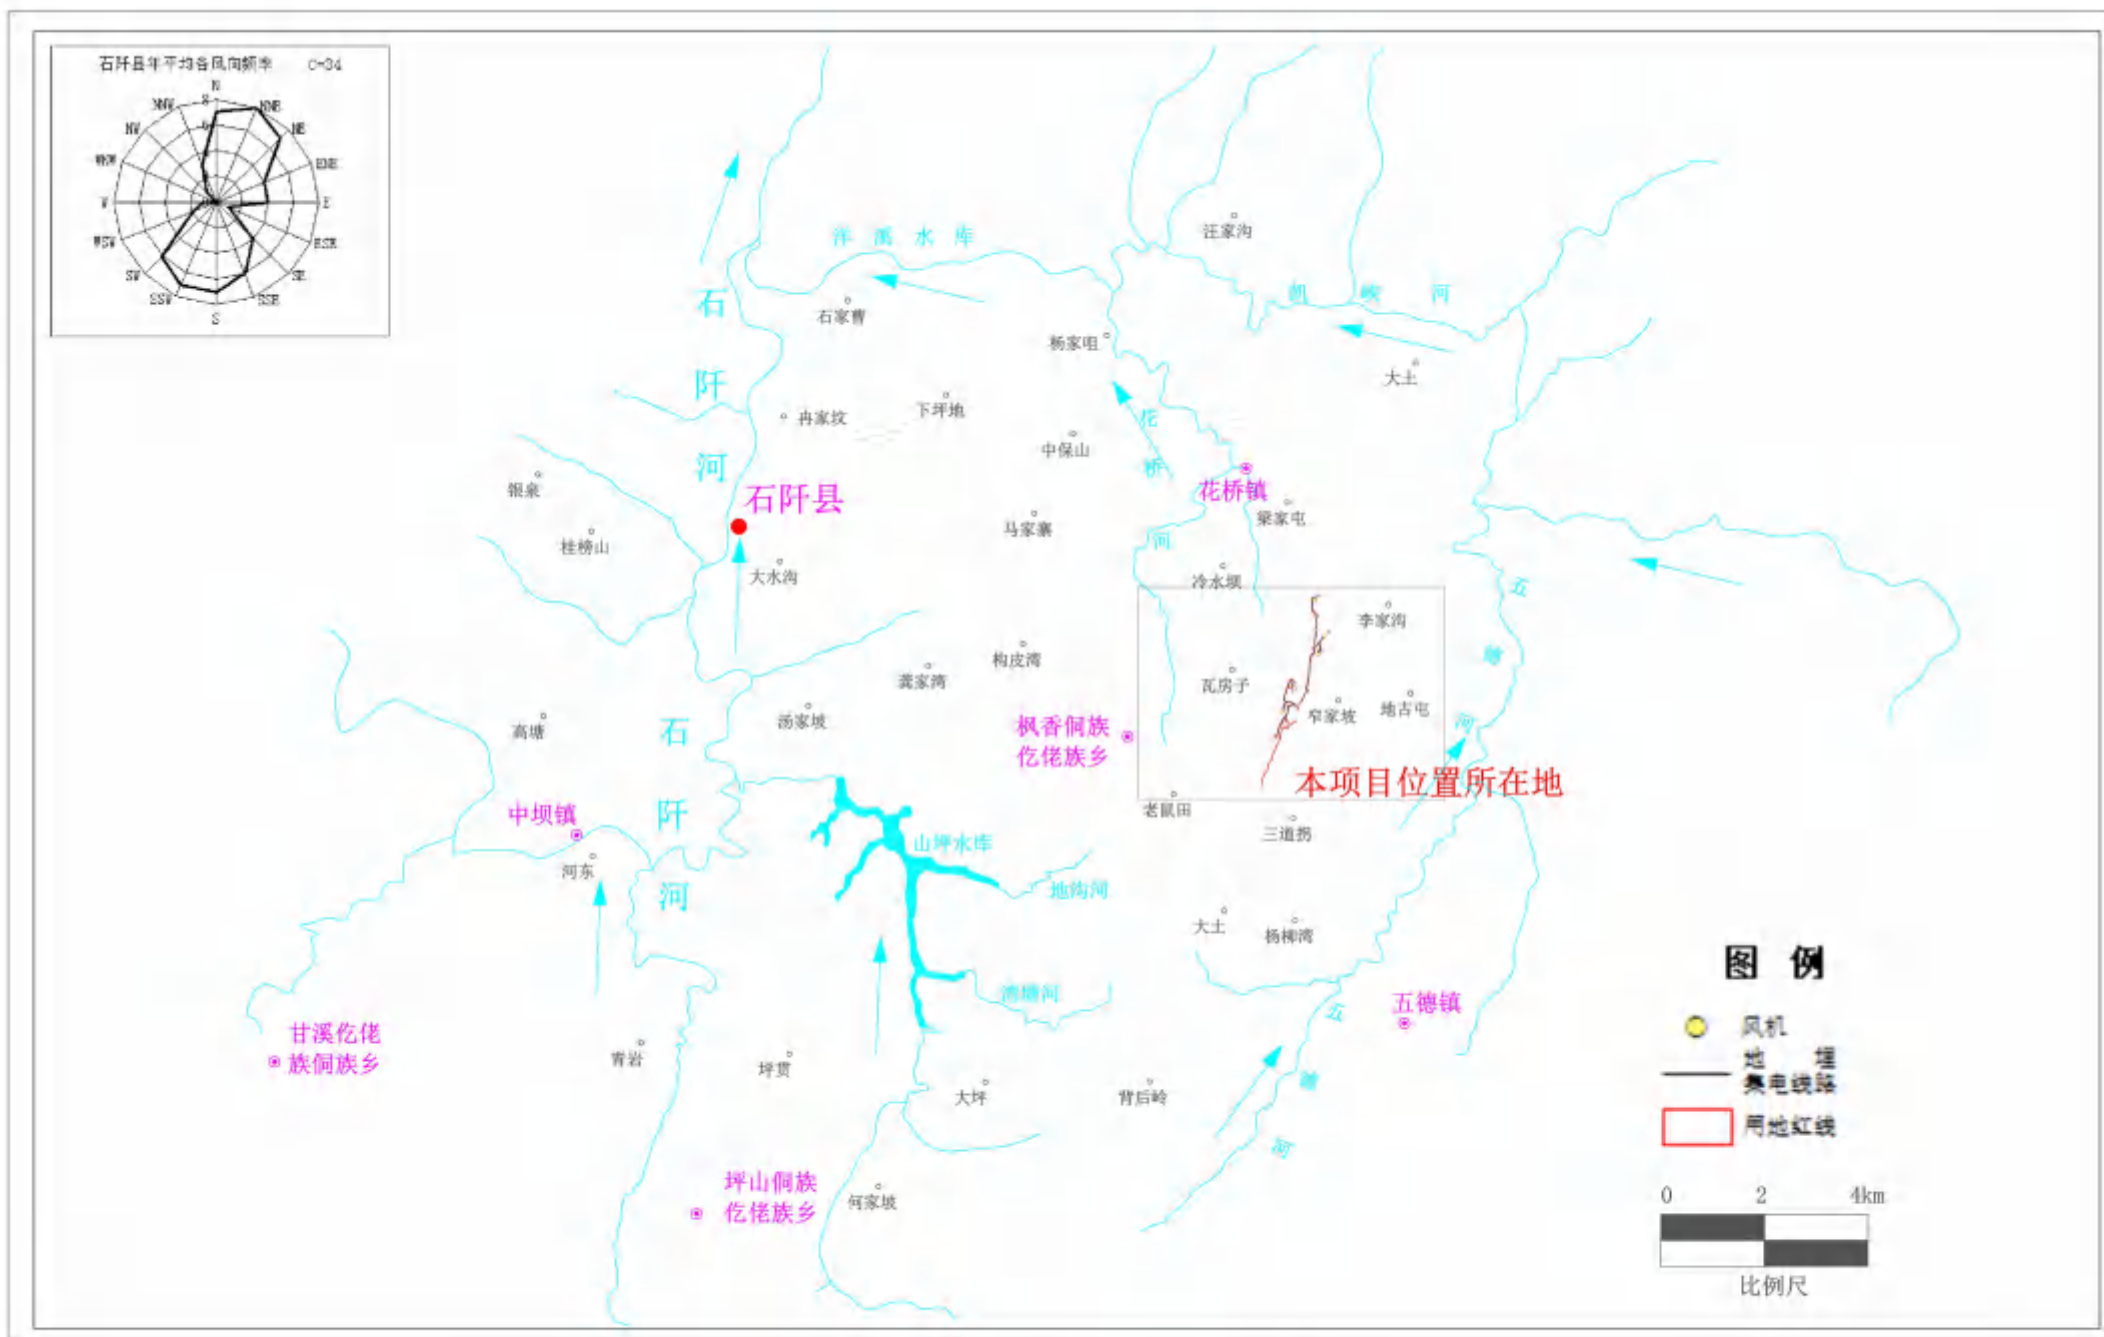 石阡县年平均各风向频率 C=34
N
NNW
NNE
NW
NE
WNW
ENE
W
E
WSW
ESE
SW
SE
SSW
SSE
S
8
6
汪家沟
洋溪水库
凯峡河
石家曹
石阡河
杨家咀
大土
下坪地
冉家坟
花桥河
中保山
银泉
花桥镇
石阡县
梁家屯
马家寨
桂榜山
大水沟
冷水坝
五
河
李家沟
构皮湾
龚家湾
瓦房子
窄家坡
地古屯
汤家坡
高塘
枫香侗族
仡佬族乡
石阡河
本项目位置所在地
中坝镇
老鼠田
三道拐
山坪水库
河东
地沟河
大土
杨柳湾
湾塘河
五德镇
河
甘溪仡佬
族侗族乡
青岩
坪贯
大坪
背后岭
坪山侗族
仡佬族乡
何家坡
图例
风机
地埋
集电线路
用地红线
0 2 4km
比例尺